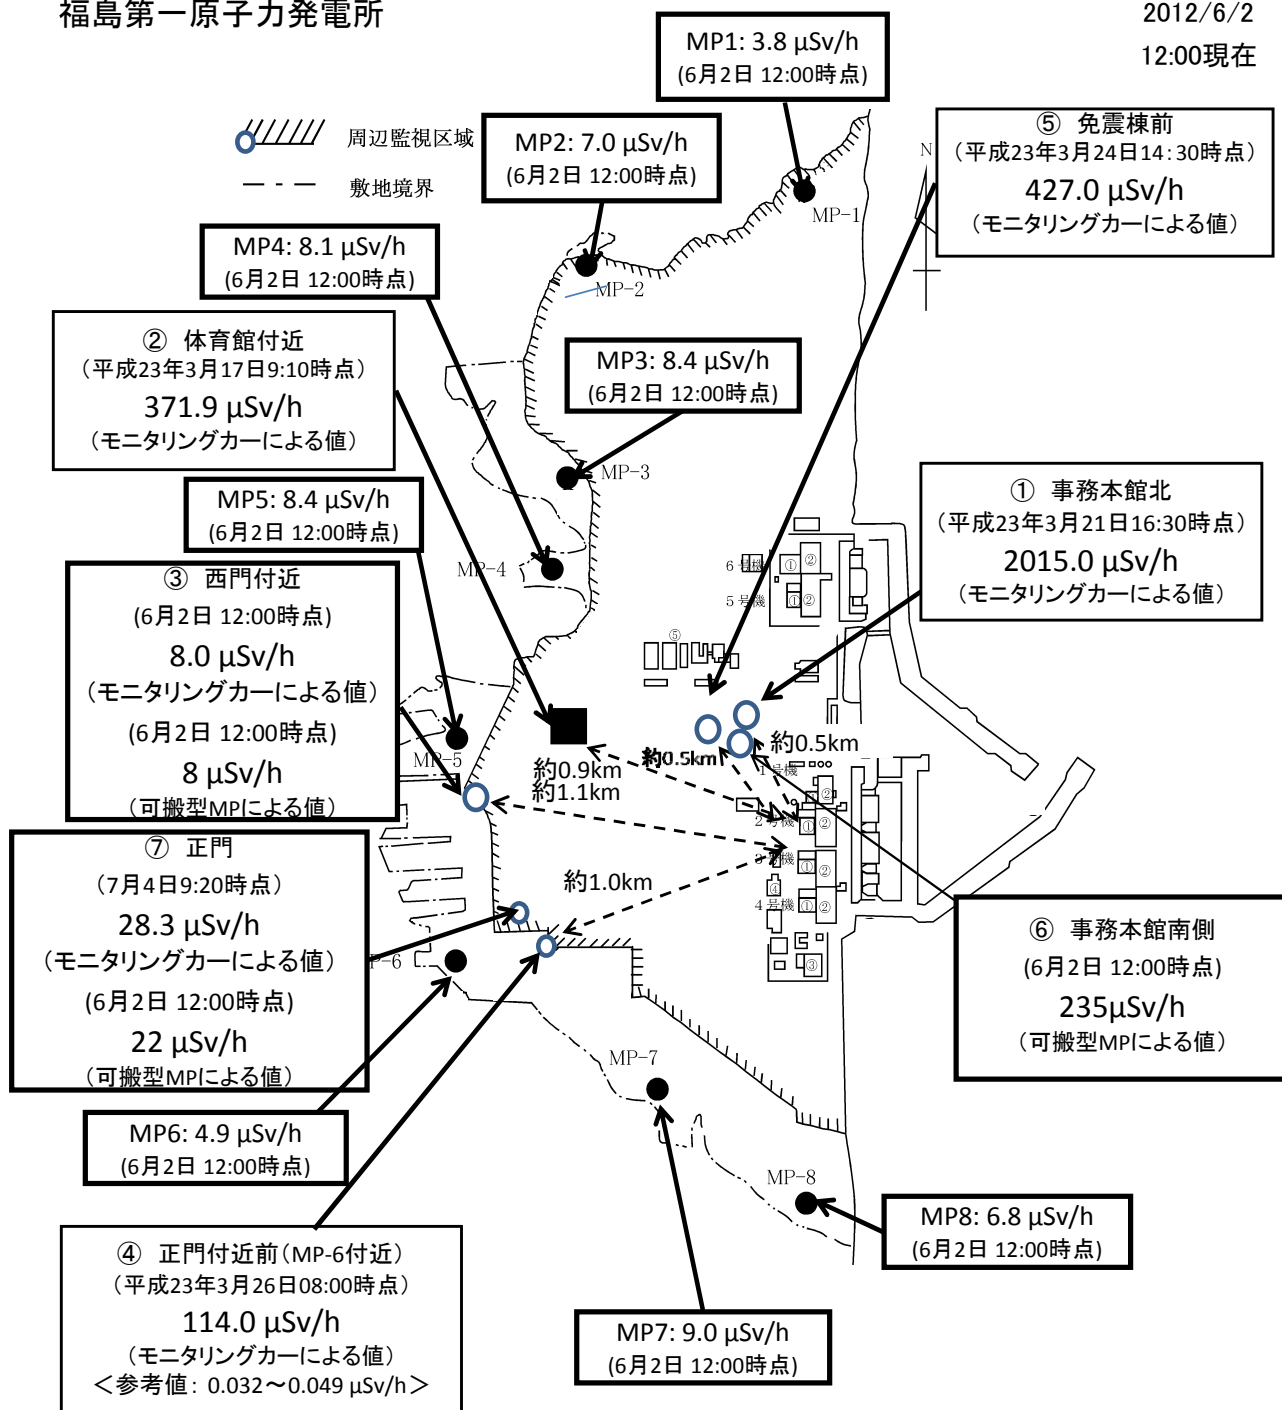 福島第一原子力発電所
2012/6/2
12:00現在
周辺監視区域
敷地境界
MP1: 3.8 μSv/h
(6月2日 12:00時点)
MP2: 7.0 μSv/h
(6月2日 12:00時点)
⑤ 免震棟前
(平成23年3月24日14:30時点)
427.0 μSv/h
(モニタリングカーによる値)
N
MP-1
MP4: 8.1 μSv/h
(6月2日 12:00時点)
MP-2
② 体育館付近
(平成23年3月17日9:10時点)
371.9 μSv/h
(モニタリングカーによる値)
MP3: 8.4 μSv/h
(6月2日 12:00時点)
MP-3
MP5: 8.4 μSv/h
(6月2日 12:00時点)
① 事務本館北
(平成23年3月21日16:30時点)
2015.0 μSv/h
(モニタリングカーによる値)
MP-4
6号機
① ②
5号機
① ②
⑤
③ 西門付近
(6月2日 12:00時点)
8.0 μSv/h
(モニタリングカーによる値)
(6月2日 12:00時点)
8 μSv/h
(可搬型MPによる値)
MP-5
約0.9km
約1.1km
約0.5km
約0.5km
1号機
②
2号機
① ②
3号機
① ②
④
4号機
① ②
③
約1.0km
⑦ 正門
(7月4日9:20時点)
28.3 μSv/h
(モニタリングカーによる値)
(6月2日 12:00時点)
22 μSv/h
(可搬型MPによる値)
P-6
⑥ 事務本館南側
(6月2日 12:00時点)
235μSv/h
(可搬型MPによる値)
MP-7
MP6: 4.9 μSv/h
(6月2日 12:00時点)
MP-8
MP8: 6.8 μSv/h
(6月2日 12:00時点)
④ 正門付近前(MP-6付近)
(平成23年3月26日08:00時点)
114.0 μSv/h
(モニタリングカーによる値)
<参考値: 0.032~0.049 μSv/h>
MP7: 9.0 μSv/h
(6月2日 12:00時点)